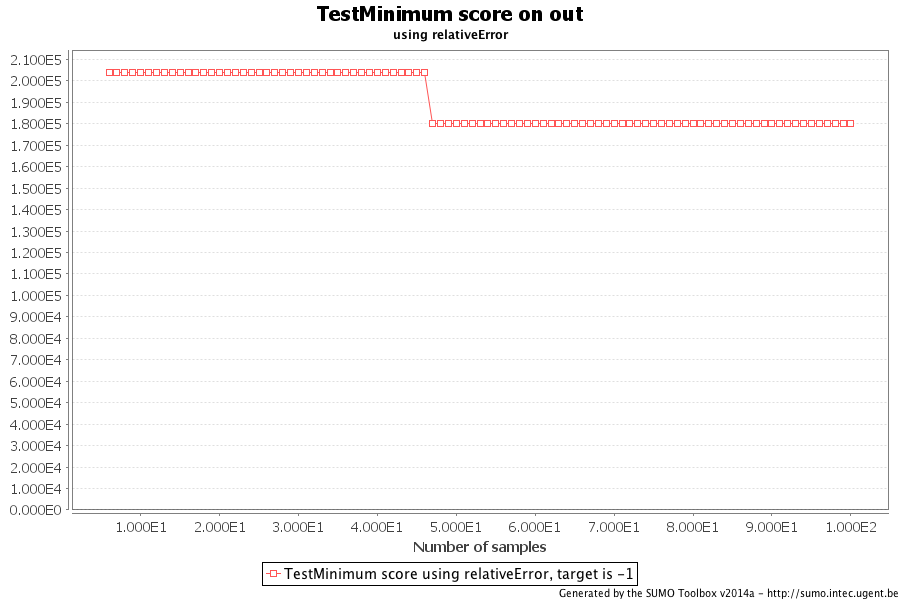 TestMinimum score on out
using relativeError
2.100E5
2.000E5
1.900E5
1.800E5
1.700E5
1.600E5
1.500E5
1.400E5
1.300E5
1.200E5
1.100E5
1.000E5
9.000E4
8.000E4
7.000E4
6.000E4
5.000E4
4.000E4
3.000E4
2.000E4
1.000E4
0.000E0
1.000E1 2.000E1 3.000E1 4.000E1 5.000E1 6.000E1 7.000E1 8.000E1 9.000E1 1.000E2
Number of samples
TestMinimum score using relativeError, target is -1
Generated by the SUMO Toolbox v2014a - http://sumo.intec.ugent.be